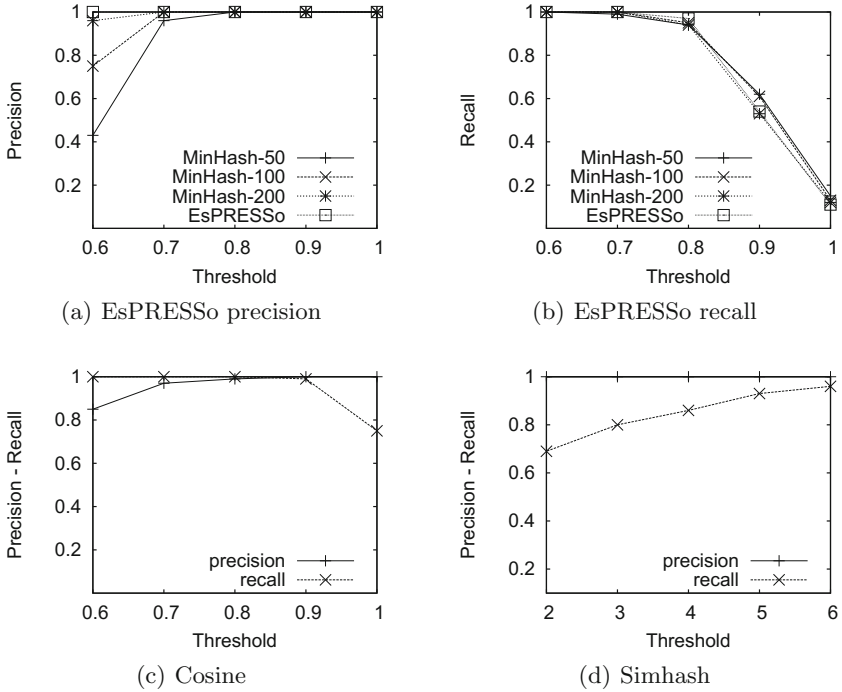 1
0.8
0.6
0.4
0.2
Precision
MinHash-50
MinHash-100
MinHash-200
EsPRESSo
0.6 0.7 0.8 0.9 1
Threshold
(a) EsPRESSo precision
1
0.8
0.6
0.4
0.2
Recall
MinHash-50
MinHash-100
MinHash-200
EsPRESSo
0.6 0.7 0.8 0.9 1
Threshold
(b) EsPRESSo recall
1
0.8
0.6
0.4
0.2
Precision - Recall
precision
recall
0.6 0.7 0.8 0.9 1
Threshold
(c) Cosine
1
0.8
0.6
0.4
0.2
Precision - Recall
precision
recall
2 3 4 5 6
Threshold
(d) Simhash